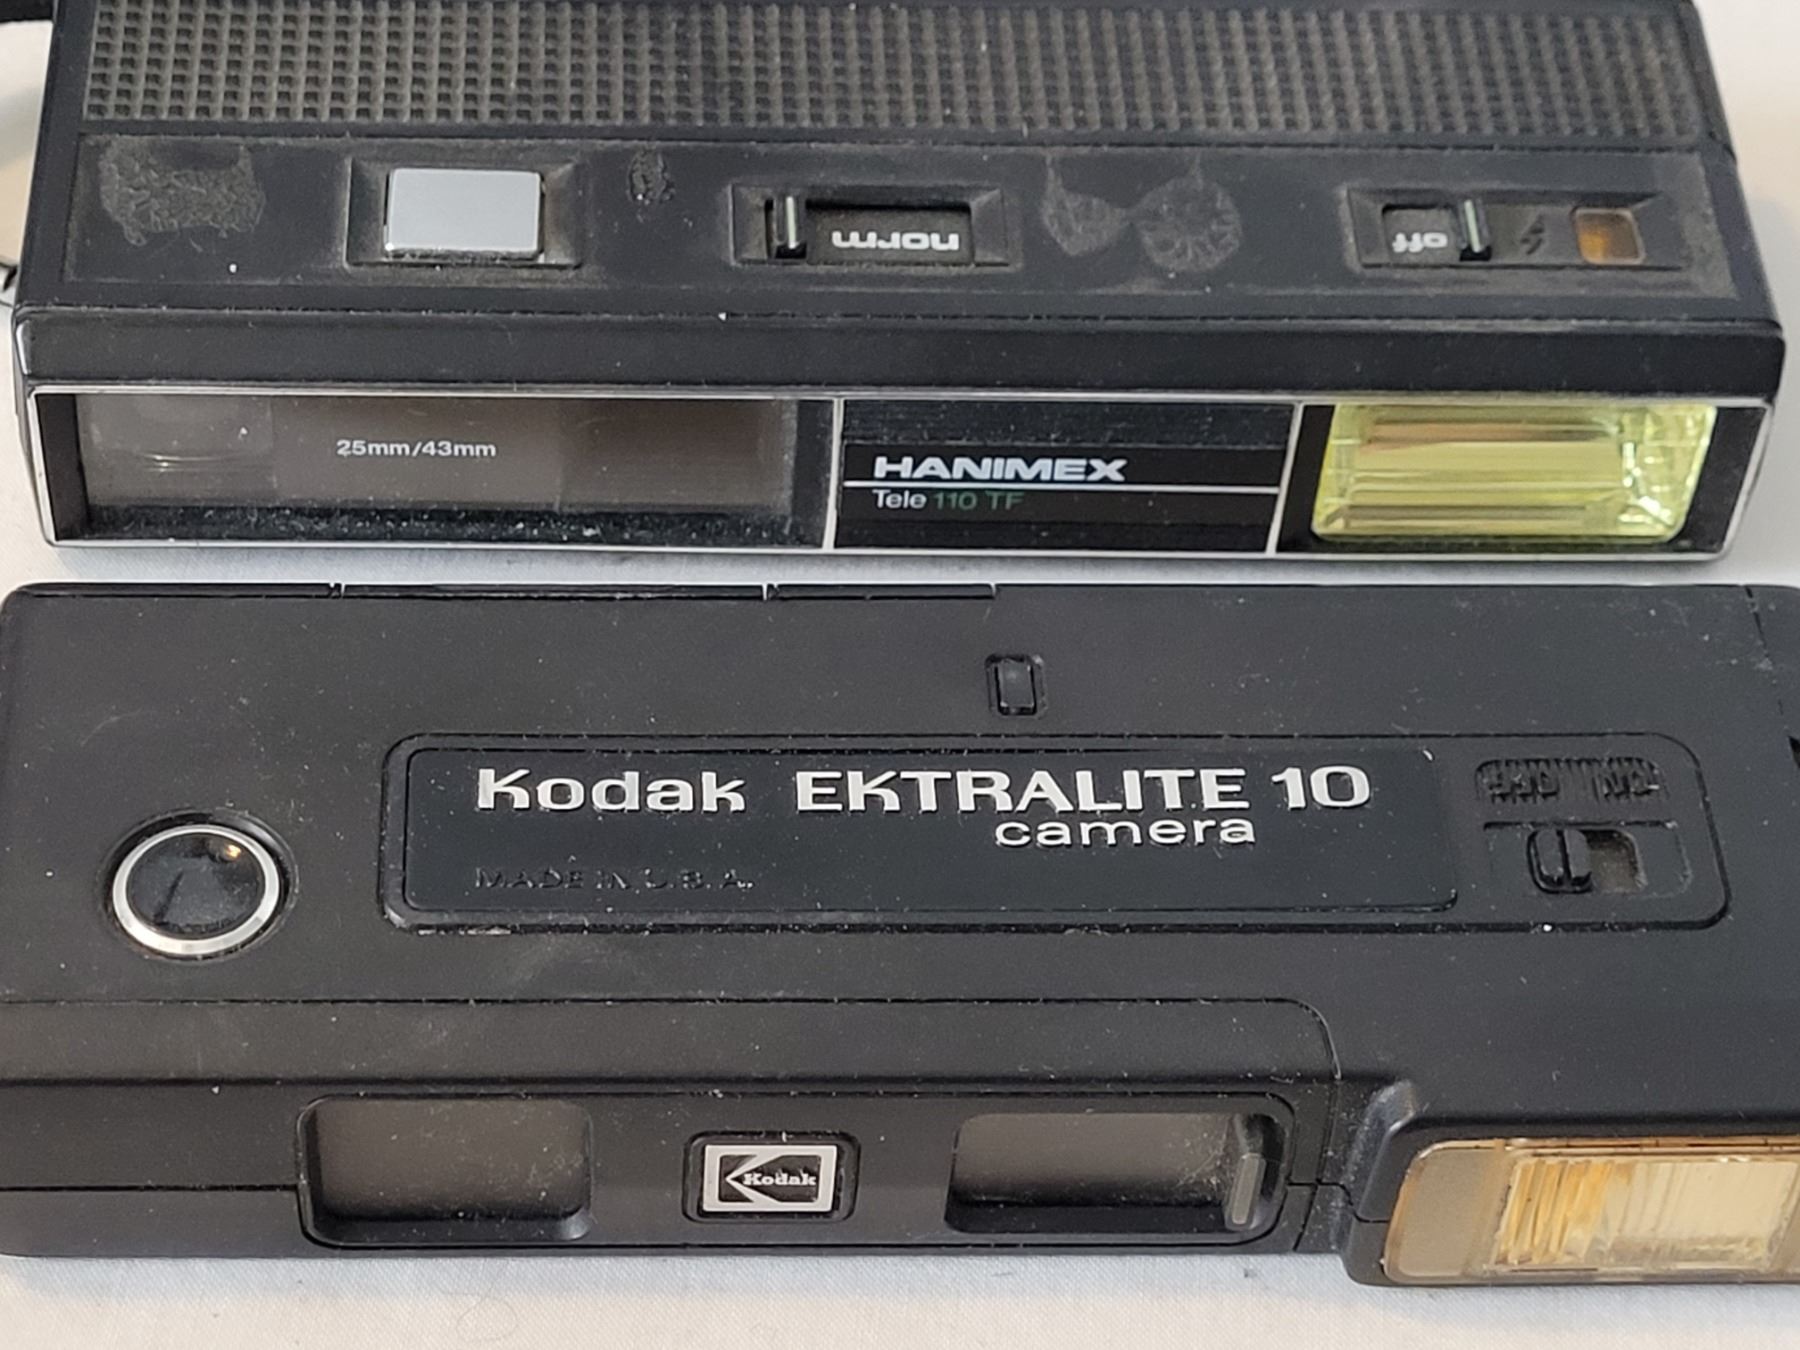 norm
off
25mm/43mm
HANIMEX
Tele 110 TF
Kodak EKTRALITE 10
camera
MADE IN U.S.A.
Kodak